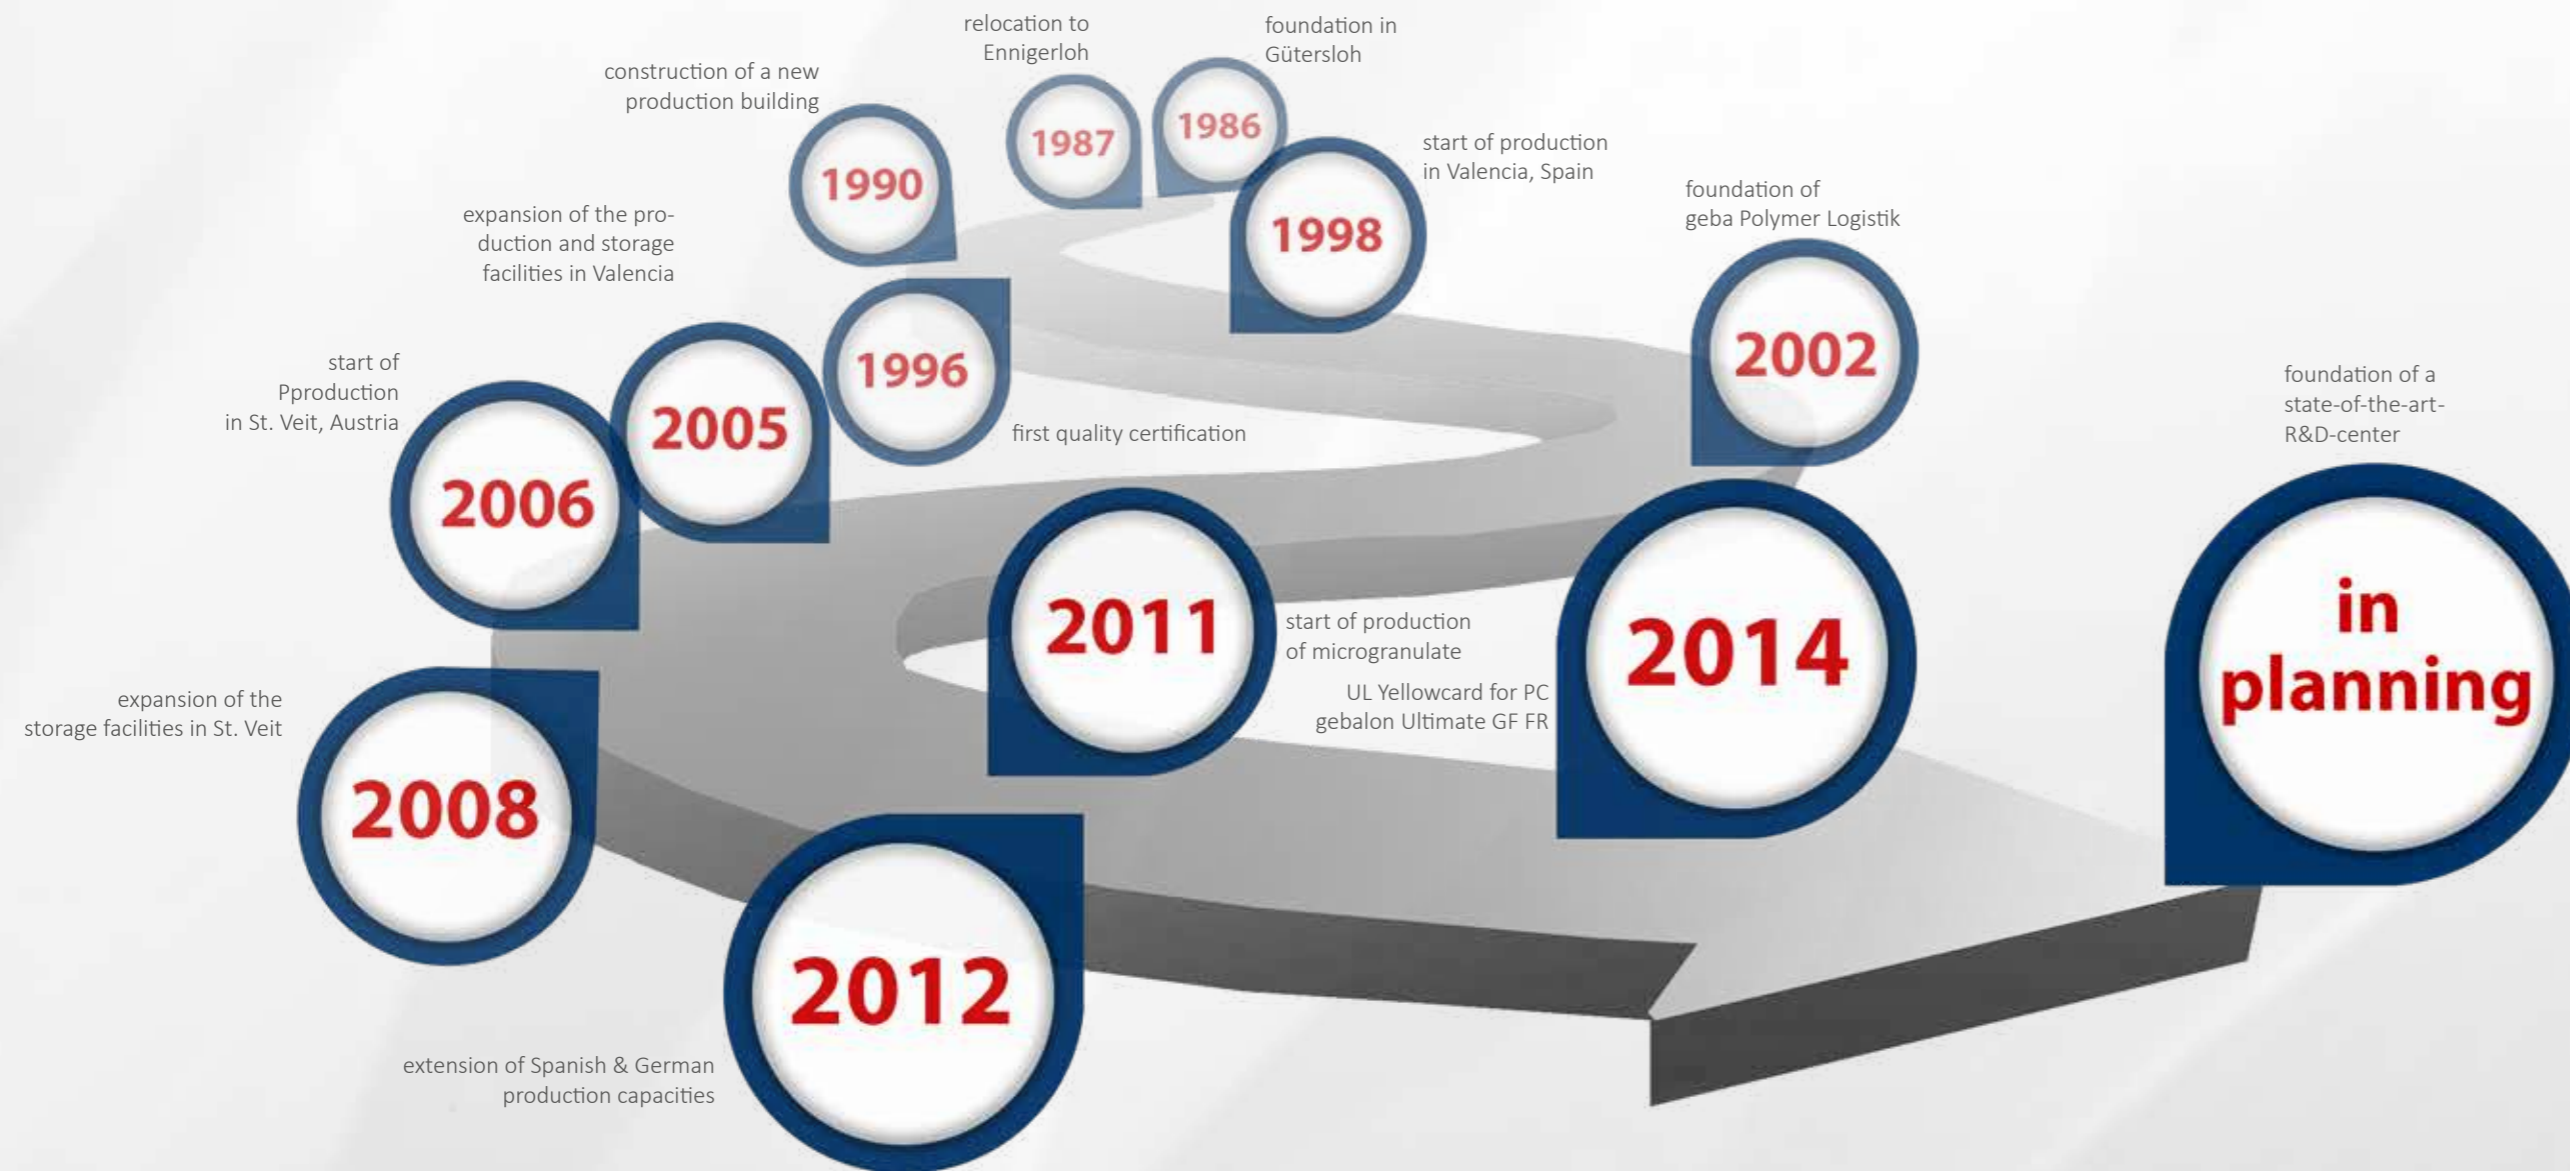 relocation to
Ennigerloh
foundation in
Gütersloh
construction of a new
production building
1987
1986
start of production
in Valencia, Spain
1990
foundation of
geba Polymer Logistik
expansion of the pro-
duction and storage
facilities in Valencia
1998
2002
start of
Pproduction
in St. Veit, Austria
1996
2005
first quality certification
foundation of a
state-of-the-art-
R&D-center
2006
2011
start of production
of microgranulate
2014
UL Yellowcard for PC
gebalon Ultimate GF FR
in
planning
expansion of the
storage facilities in St. Veit
2008
2012
extension of Spanish & German
production capacities